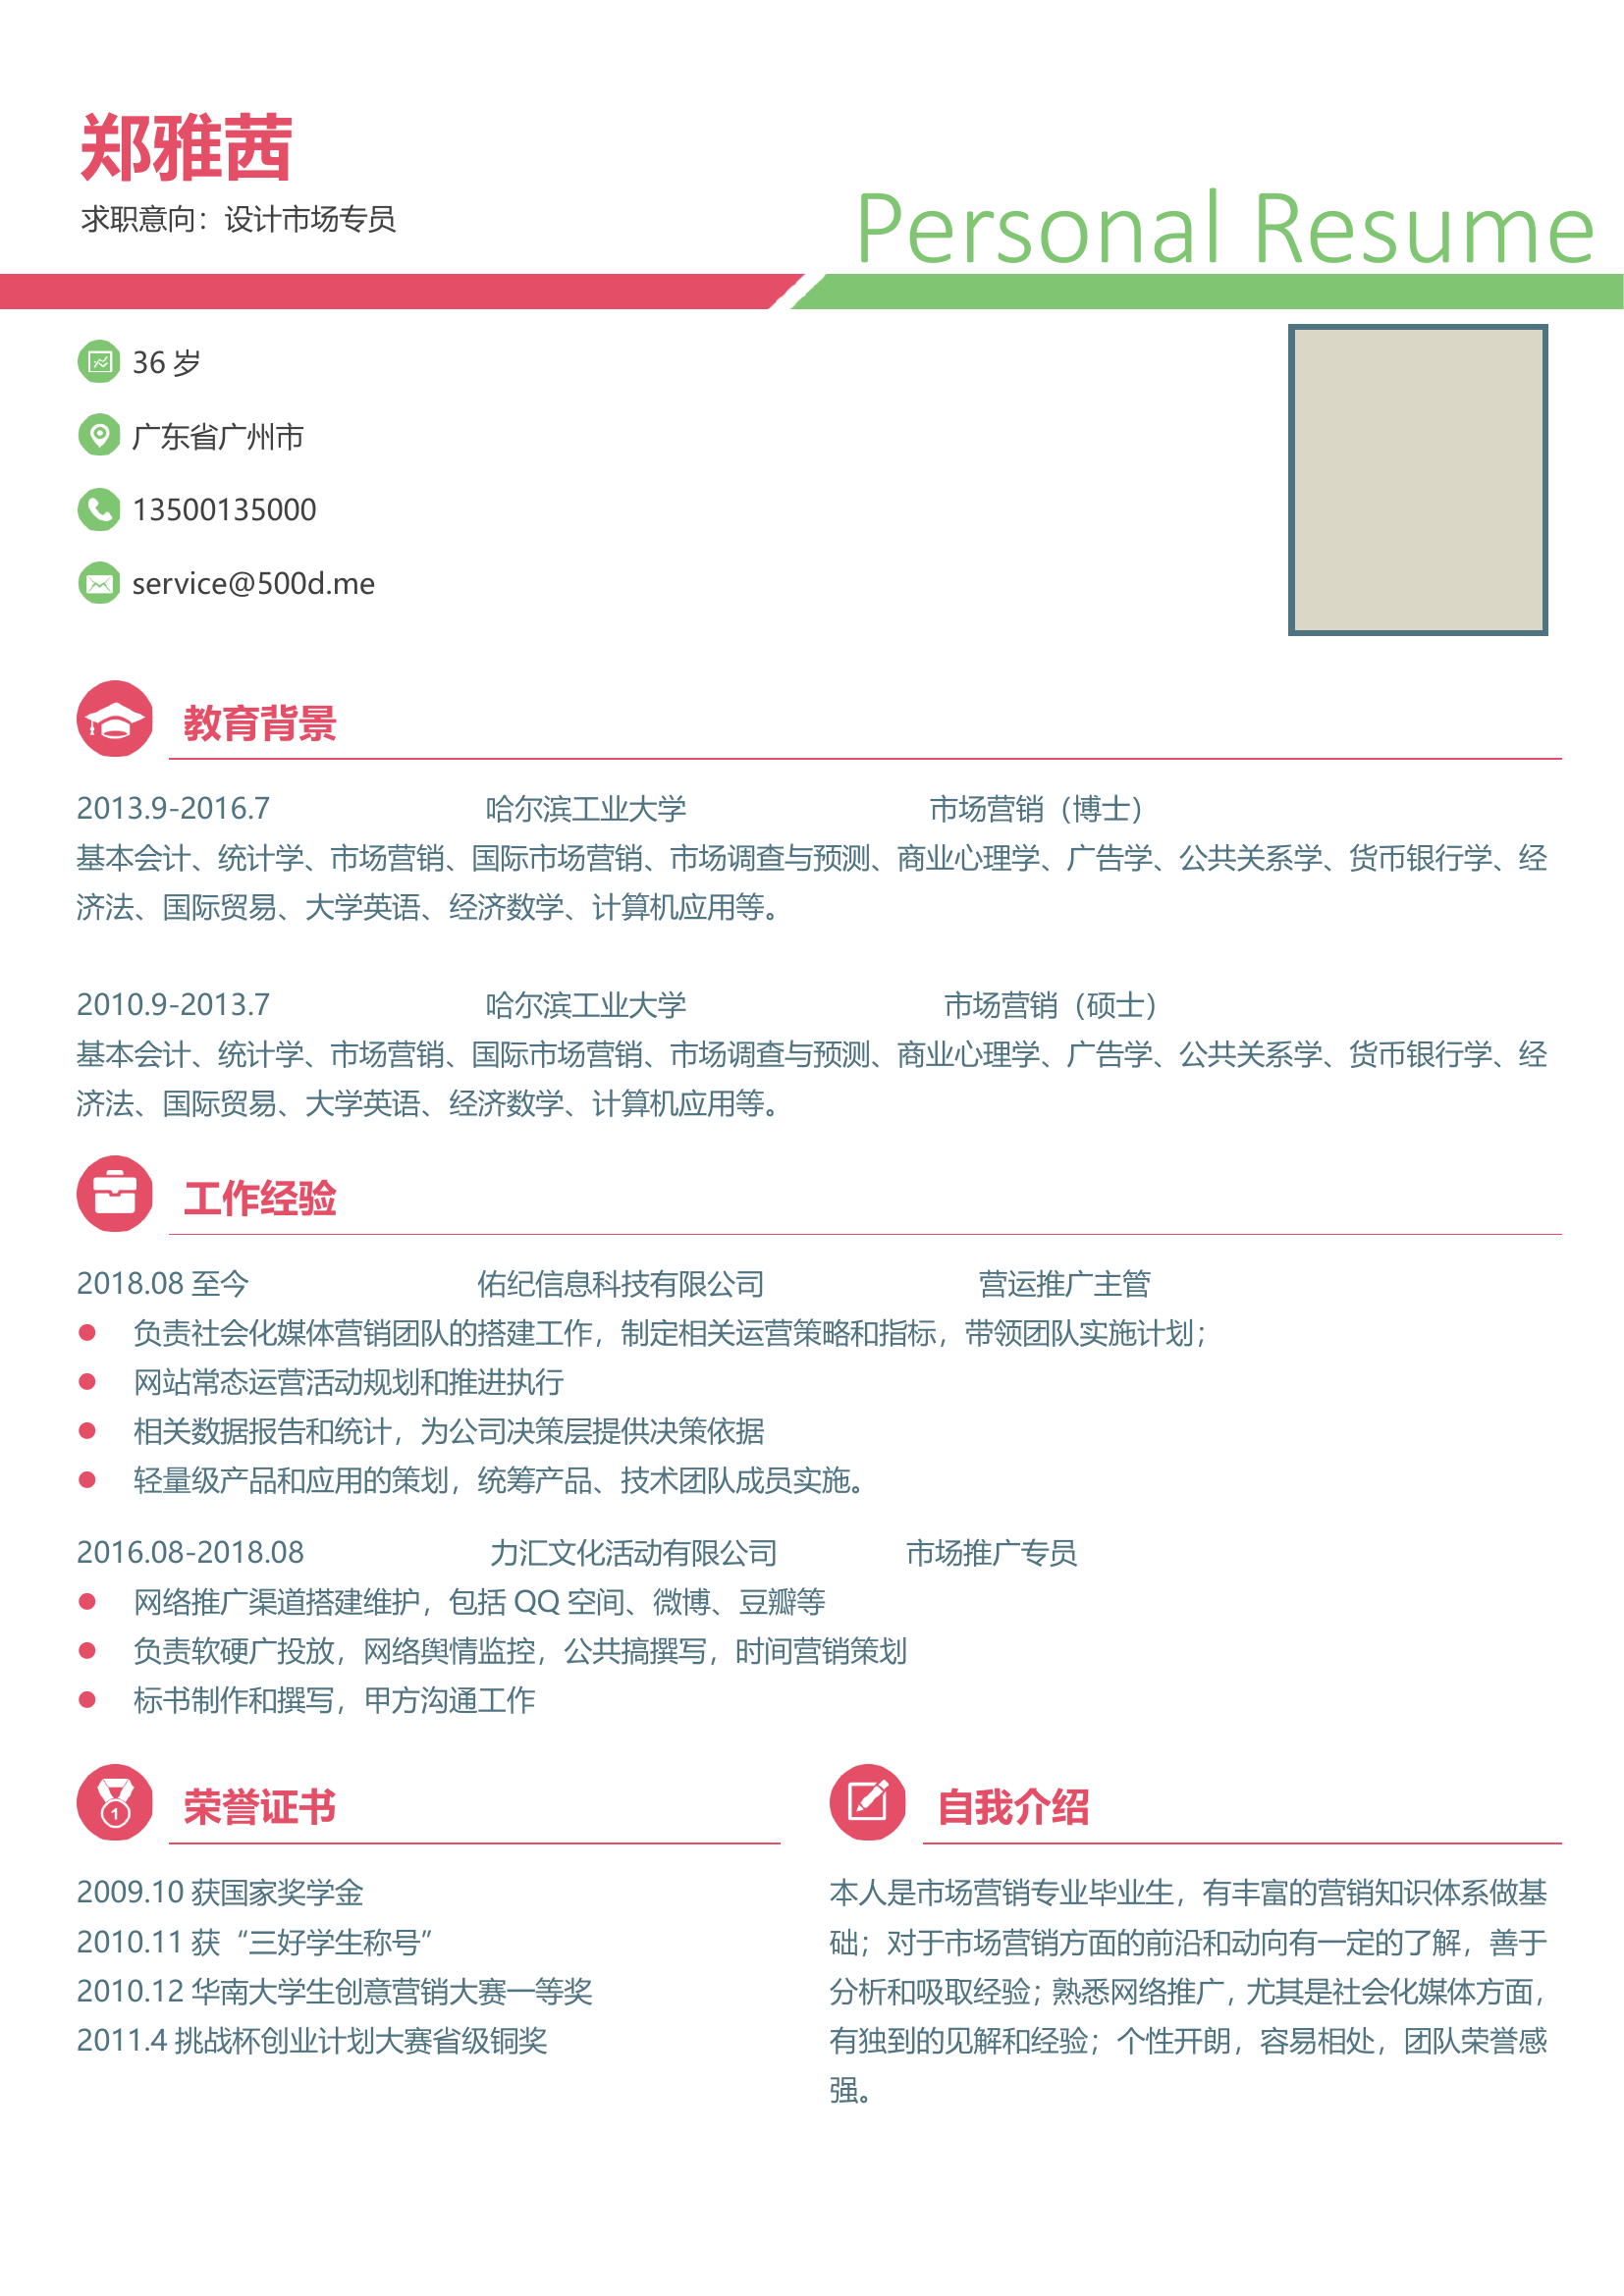 郑雅茜
求职意向：设计市场专员
Personal Resume
36 岁
广东省广州市
13500135000
service@500d.me
教育背景
2013.9-2016.7 哈尔滨工业大学 市场营销（博士）
基本会计、统计学、市场营销、国际市场营销、市场调查与预测、商业心理学、广告学、公共关系学、货币银行学、经
济法、国际贸易、大学英语、经济数学、计算机应用等。
2010.9-2013.7 哈尔滨工业大学 市场营销（硕士）
基本会计、统计学、市场营销、国际市场营销、市场调查与预测、商业心理学、广告学、公共关系学、货币银行学、经
济法、国际贸易、大学英语、经济数学、计算机应用等。
工作经验
2018.08 至今 佑纪信息科技有限公司 营运推广主管
● 负责社会化媒体营销团队的搭建工作，制定相关运营策略和指标，带领团队实施计划；
● 网站常态运营活动规划和推进执行
● 相关数据报告和统计，为公司决策层提供决策依据
● 轻量级产品和应用的策划，统筹产品、技术团队成员实施。
2016.08-2018.08 力汇文化活动有限公司 市场推广专员
● 网络推广渠道搭建维护，包括 QQ 空间、微博、豆瓣等
● 负责软硬广投放，网络舆情监控，公共搞撰写，时间营销策划
● 标书制作和撰写，甲方沟通工作
荣誉证书
2009.10 获国家奖学金
2010.11 获“三好学生称号”
2010.12 华南大学生创意营销大赛一等奖
2011.4 挑战杯创业计划大赛省级铜奖
自我介绍
本人是市场营销专业毕业生，有丰富的营销知识体系做基
础；对于市场营销方面的前沿和动向有一定的了解，善于
分析和吸取经验；熟悉网络推广，尤其是社会化媒体方面，
有独到的见解和经验；个性开朗，容易相处，团队荣誉感
强。